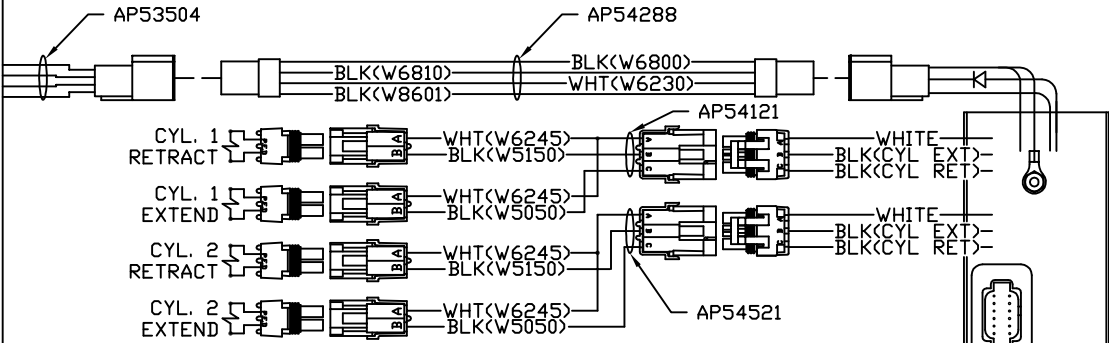 AP53504
AP54288
BLK(W6800)
BLK(W6810)
WHT(W6230)
BLK(W8601)
AP54121
CYL. 1
RETRACT
A
B
WHT(W6245)
BLK(W5150)
A
B
C
A
B
C
WHITE
BLK(CYL EXT)
BLK(CYL RET)
CYL. 1
EXTEND
A
B
WHT(W6245)
BLK(W5050)
CYL. 2
RETRACT
A
B
WHT(W6245)
BLK(W5150)
A
B
C
A
B
C
WHITE
BLK(CYL EXT)
BLK(CYL RET)
CYL. 2
EXTEND
A
B
WHT(W6245)
BLK(W5050)
AP54521